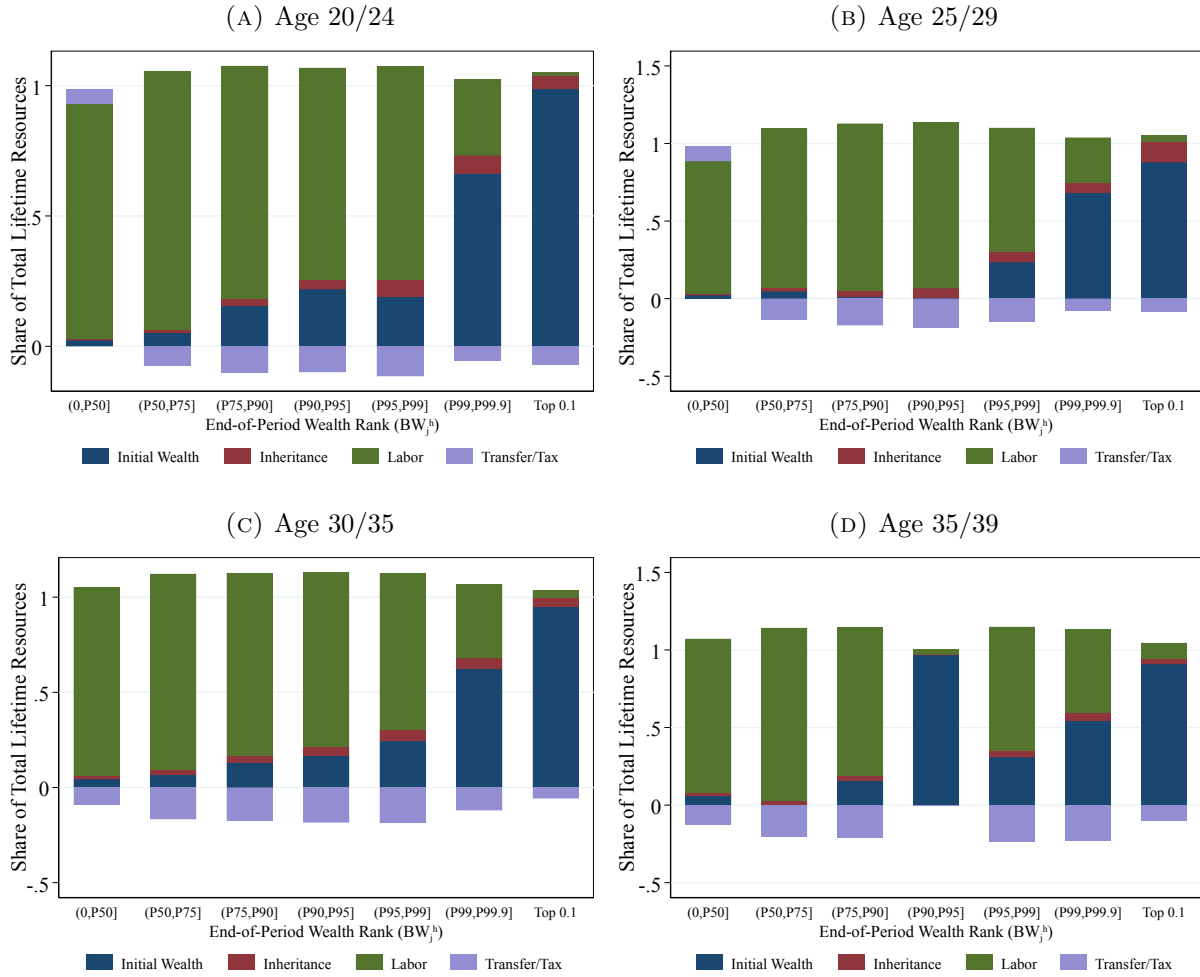 (A) Age 20/24
Share of Total Lifetime Resources
1
.5
0
(0,P50] (P50,P75] (P75,P90] (P90,P95] (P95,P99] (P99,P99.9] Top 0.1
End-of-Period Wealth Rank (BWⱼʰ)
Initial Wealth Inheritance Labor Transfer/Tax
(B) Age 25/29
Share of Total Lifetime Resources
1.5
1
.5
0
-.5
(0,P50] (P50,P75] (P75,P90] (P90,P95] (P95,P99] (P99,P99.9] Top 0.1
End-of-Period Wealth Rank (BWⱼʰ)
Initial Wealth Inheritance Labor Transfer/Tax
(C) Age 30/35
Share of Total Lifetime Resources
1
.5
0
-.5
(0,P50] (P50,P75] (P75,P90] (P90,P95] (P95,P99] (P99,P99.9] Top 0.1
End-of-Period Wealth Rank (BWⱼʰ)
Initial Wealth Inheritance Labor Transfer/Tax
(D) Age 35/39
Share of Total Lifetime Resources
1.5
1
.5
0
-.5
(0,P50] (P50,P75] (P75,P90] (P90,P95] (P95,P99] (P99,P99.9] Top 0.1
End-of-Period Wealth Rank (BWⱼʰ)
Initial Wealth Inheritance Labor Transfer/Tax